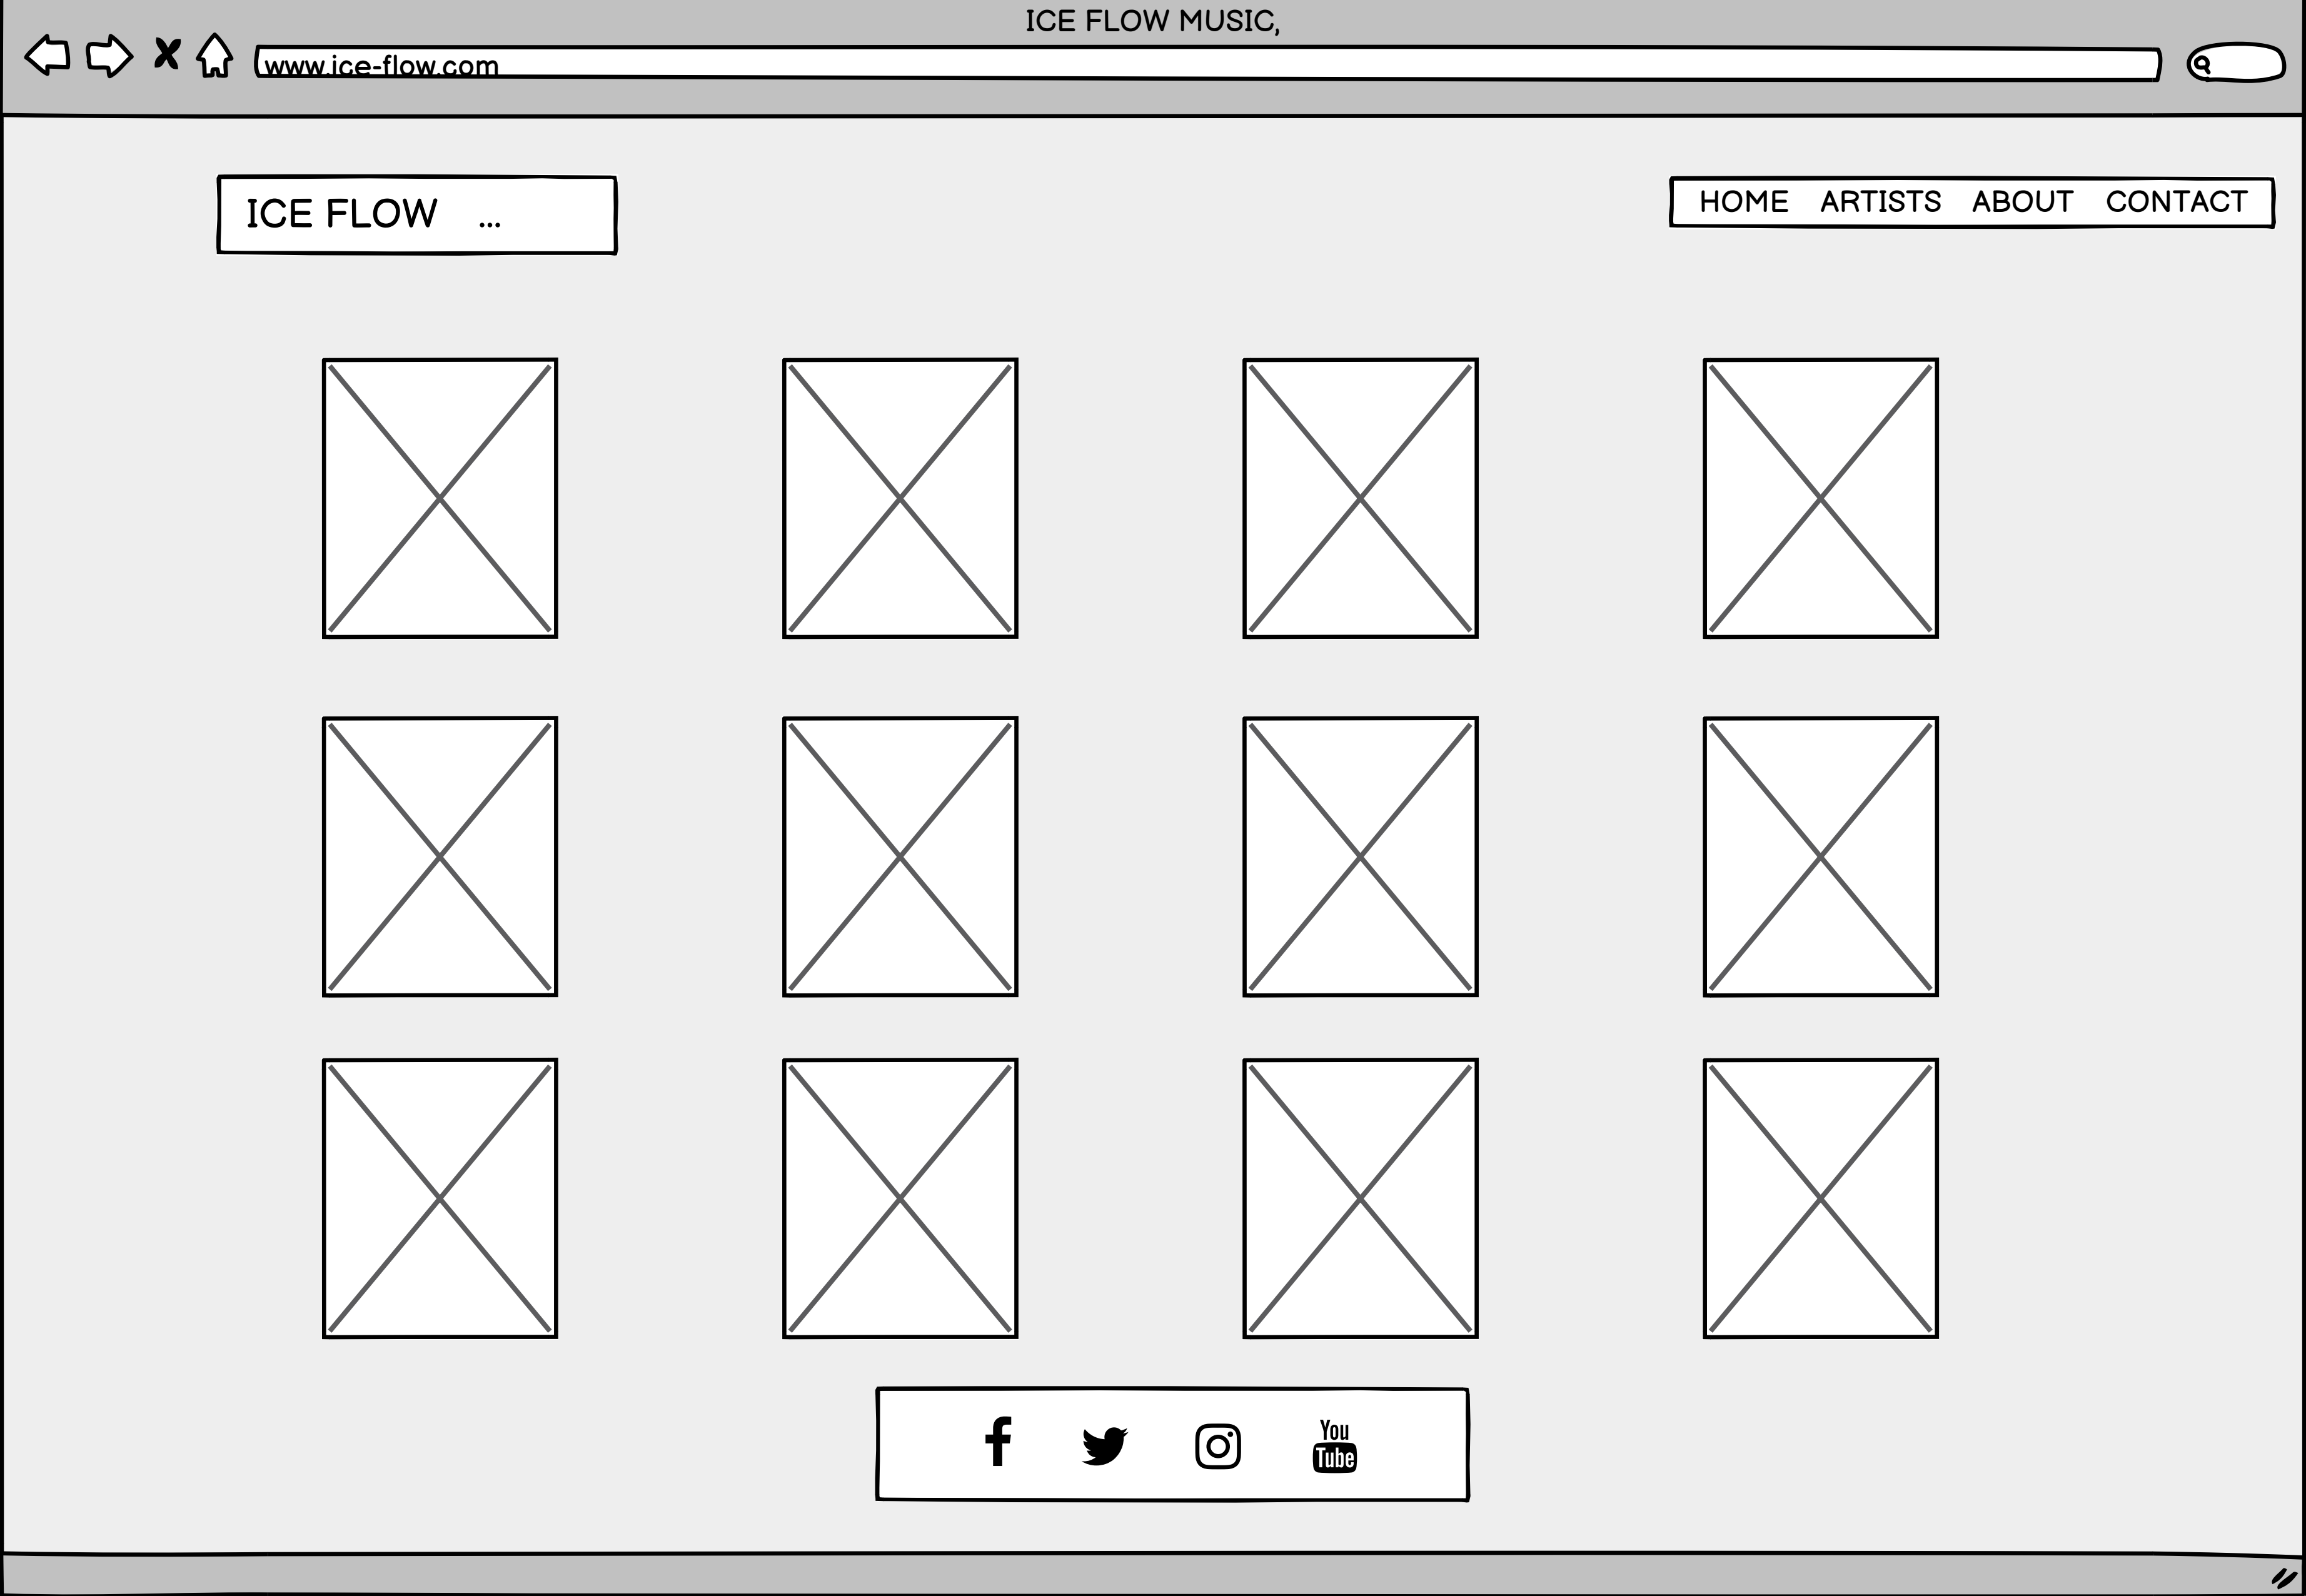 ICE FLOW MUSIC,
www.ice-flow.com
ICE FLOW ...
HOME ARTISTS ABOUT CONTACT
You
Tube